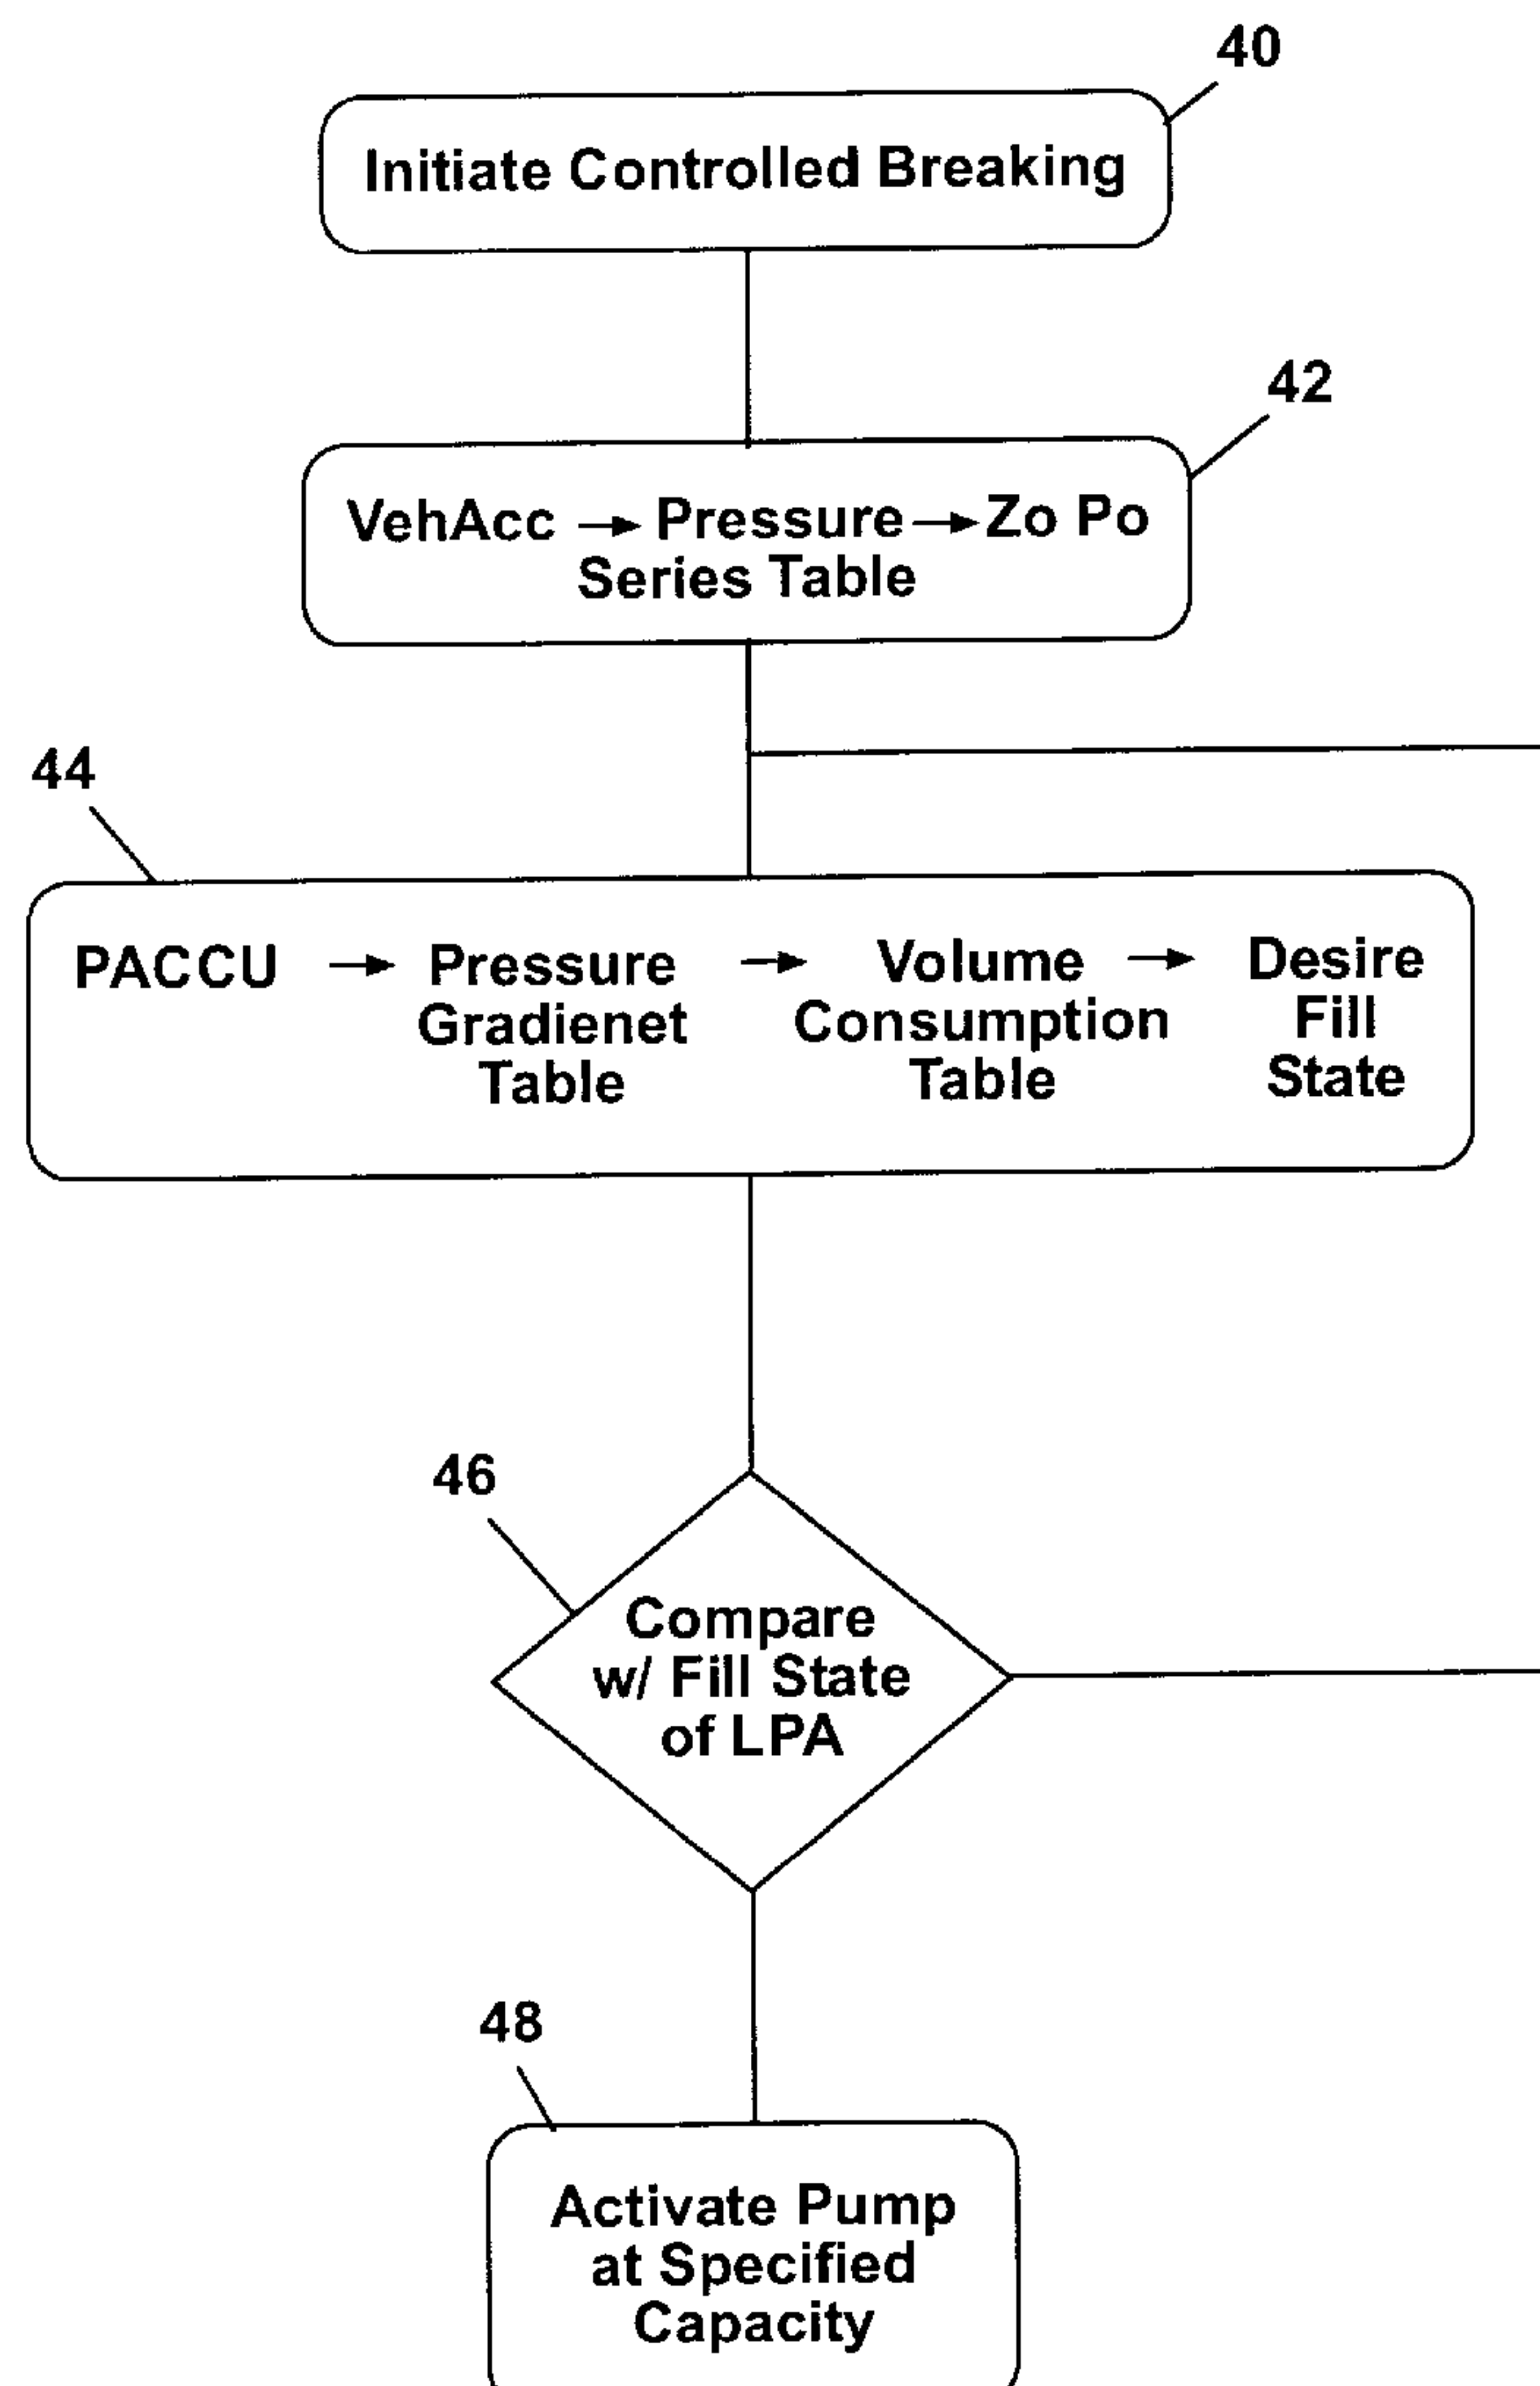 40
Initiate Controlled Breaking
42
VehAcc → Pressure → Zo Po
Series Table
44
PACCU → Pressure → Volume → Desire
Gradienet Consumption Fill
Table Table State
46
Compare
w/ Fill State
of LPA
48
Activate Pump
at Specified
Capacity